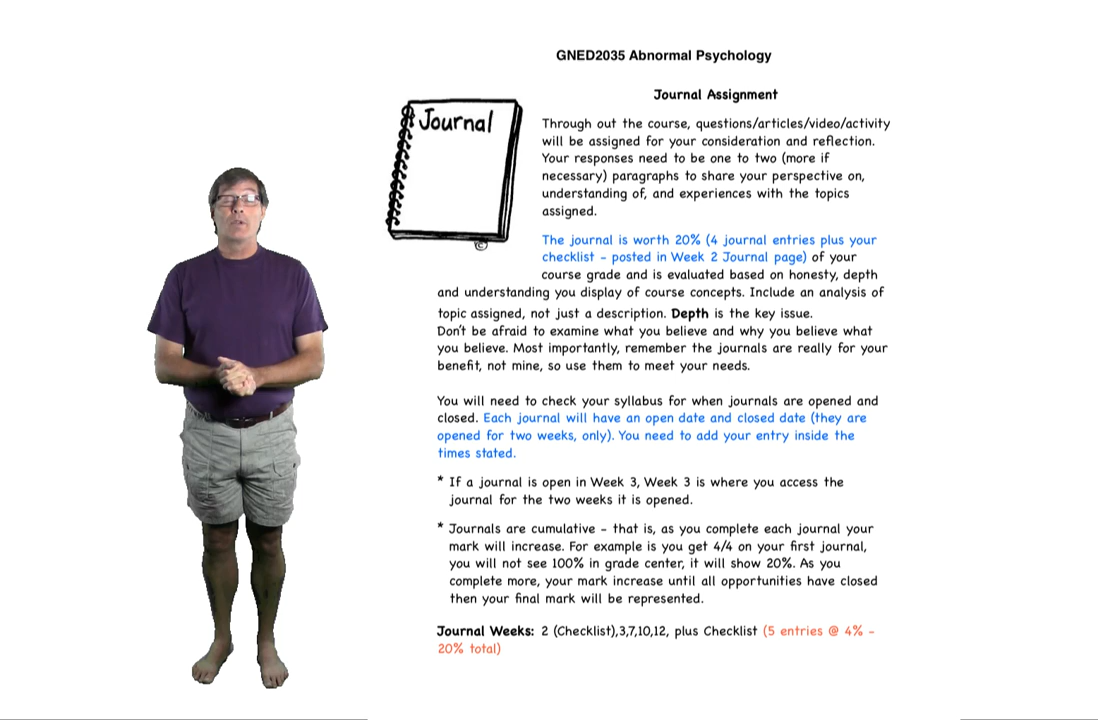 GNED2035 Abnormal Psychology
Journal Assignment
Journal
Through out the course, questions/articles/video/activity
will be assigned for your consideration and reflection.
Your responses need to be one to two (more if
necessary) paragraphs to share your perspective on,
understanding of, and experiences with the topics
assigned.
©
The journal is worth 20% (4 journal entries plus your
checklist - posted in Week 2 Journal page) of your
course grade and is evaluated based on honesty, depth
and understanding you display of course concepts. Include an analysis of
topic assigned, not just a description. Depth is the key issue.
Don't be afraid to examine what you believe and why you believe what
you believe. Most importantly, remember the journals are really for your
benefit, not mine, so use them to meet your needs.
You will need to check your syllabus for when journals are opened and
closed. Each journal will have an open date and closed date (they are
opened for two weeks, only). You need to add your entry inside the
times stated.
* If a journal is open in Week 3, Week 3 is where you access the
journal for the two weeks it is opened.
* Journals are cumulative - that is, as you complete each journal your
mark will increase. For example is you get 4/4 on your first journal,
you will not see 100% in grade center, it will show 20%. As you
complete more, your mark increase until all opportunities have closed
then your final mark will be represented.
Journal Weeks: 2 (Checklist),3,7,10,12, plus Checklist (5 entries @ 4% -
20% total)